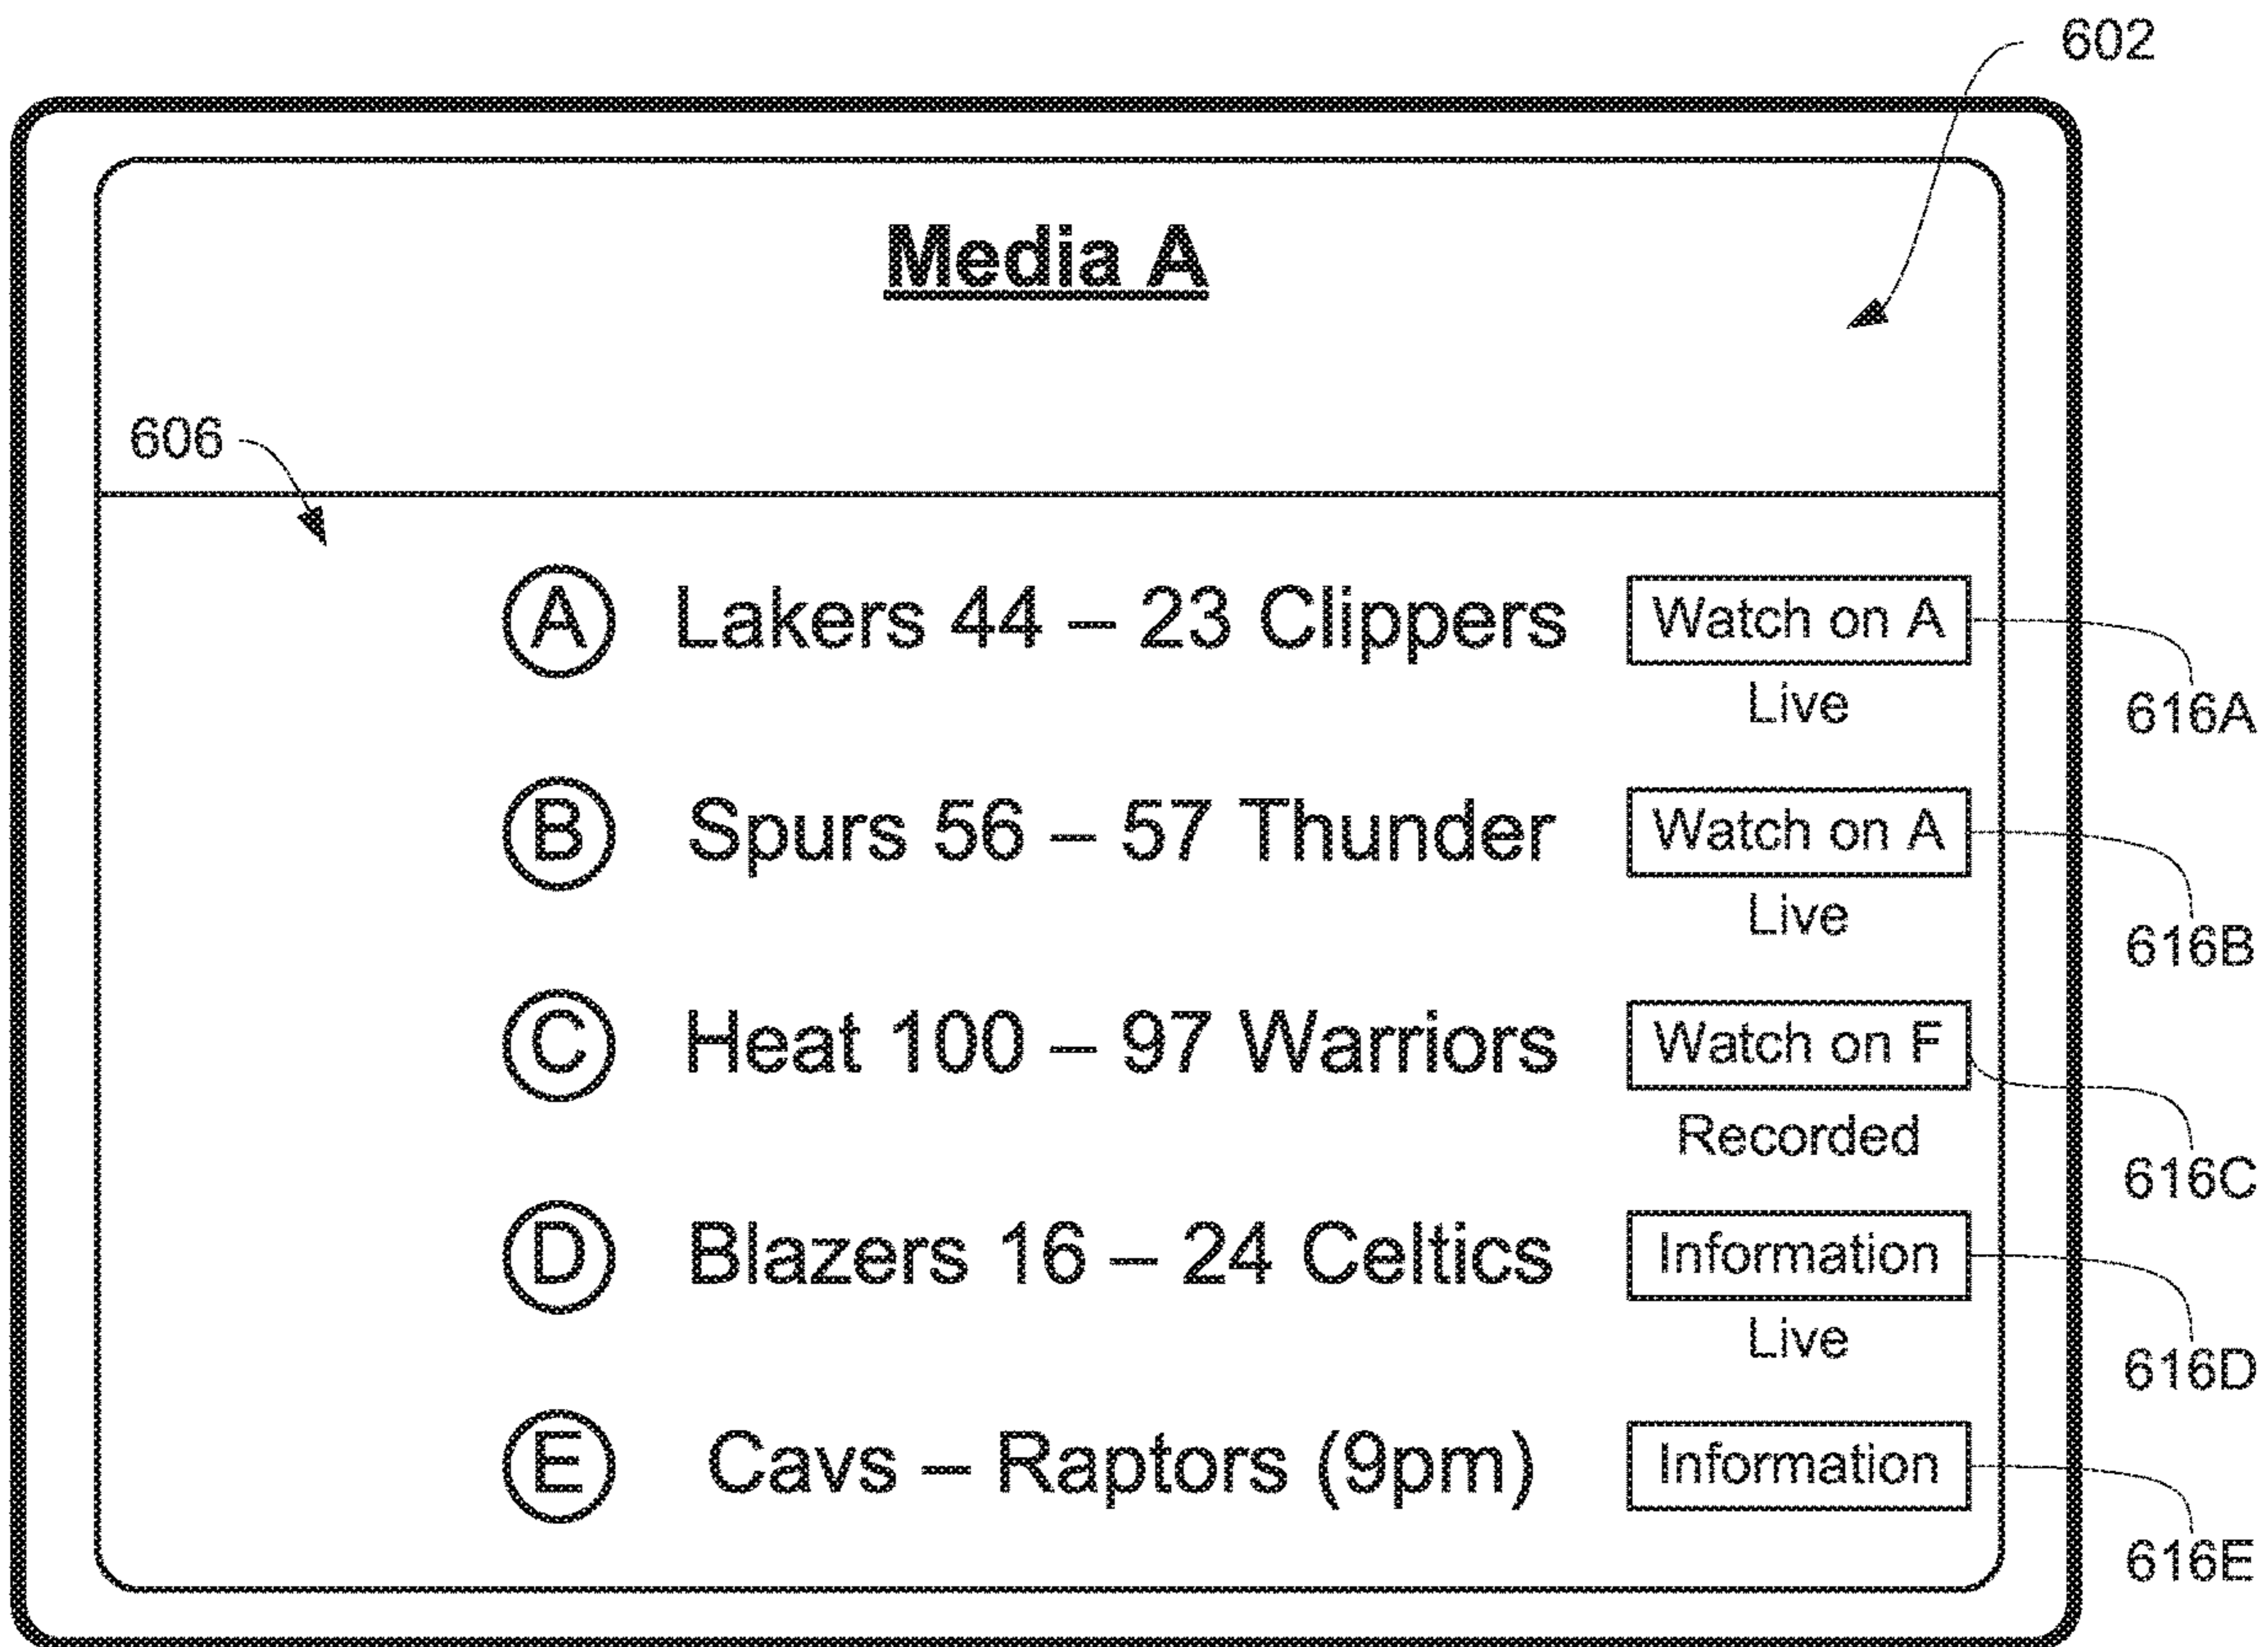 602
Media A
606
A Lakers 44 – 23 Clippers Watch on A
Live
616A
B Spurs 56 – 57 Thunder Watch on A
Live
616B
C Heat 100 – 97 Warriors Watch on F
Recorded
616C
D Blazers 16 – 24 Celtics Information
Live
616D
E Cavs – Raptors (9pm) Information
616E